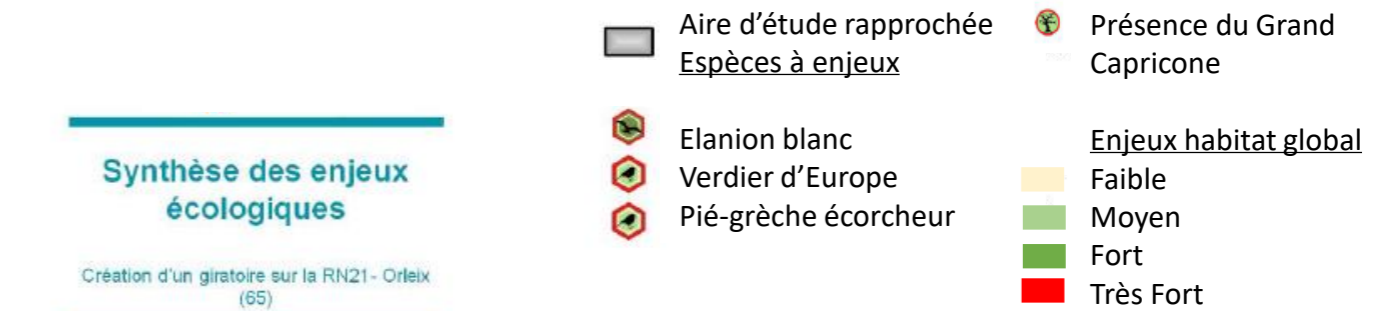 Synthèse des enjeux
écologiques
Création d'un giratoire sur la RN21- Orleix
(65)
Aire d’étude rapprochée
Espèces à enjeux
Elanion blanc
Verdier d’Europe
Pié-grèche écorcheur
Présence du Grand
Capricone
Enjeux habitat global
Faible
Moyen
Fort
Très Fort